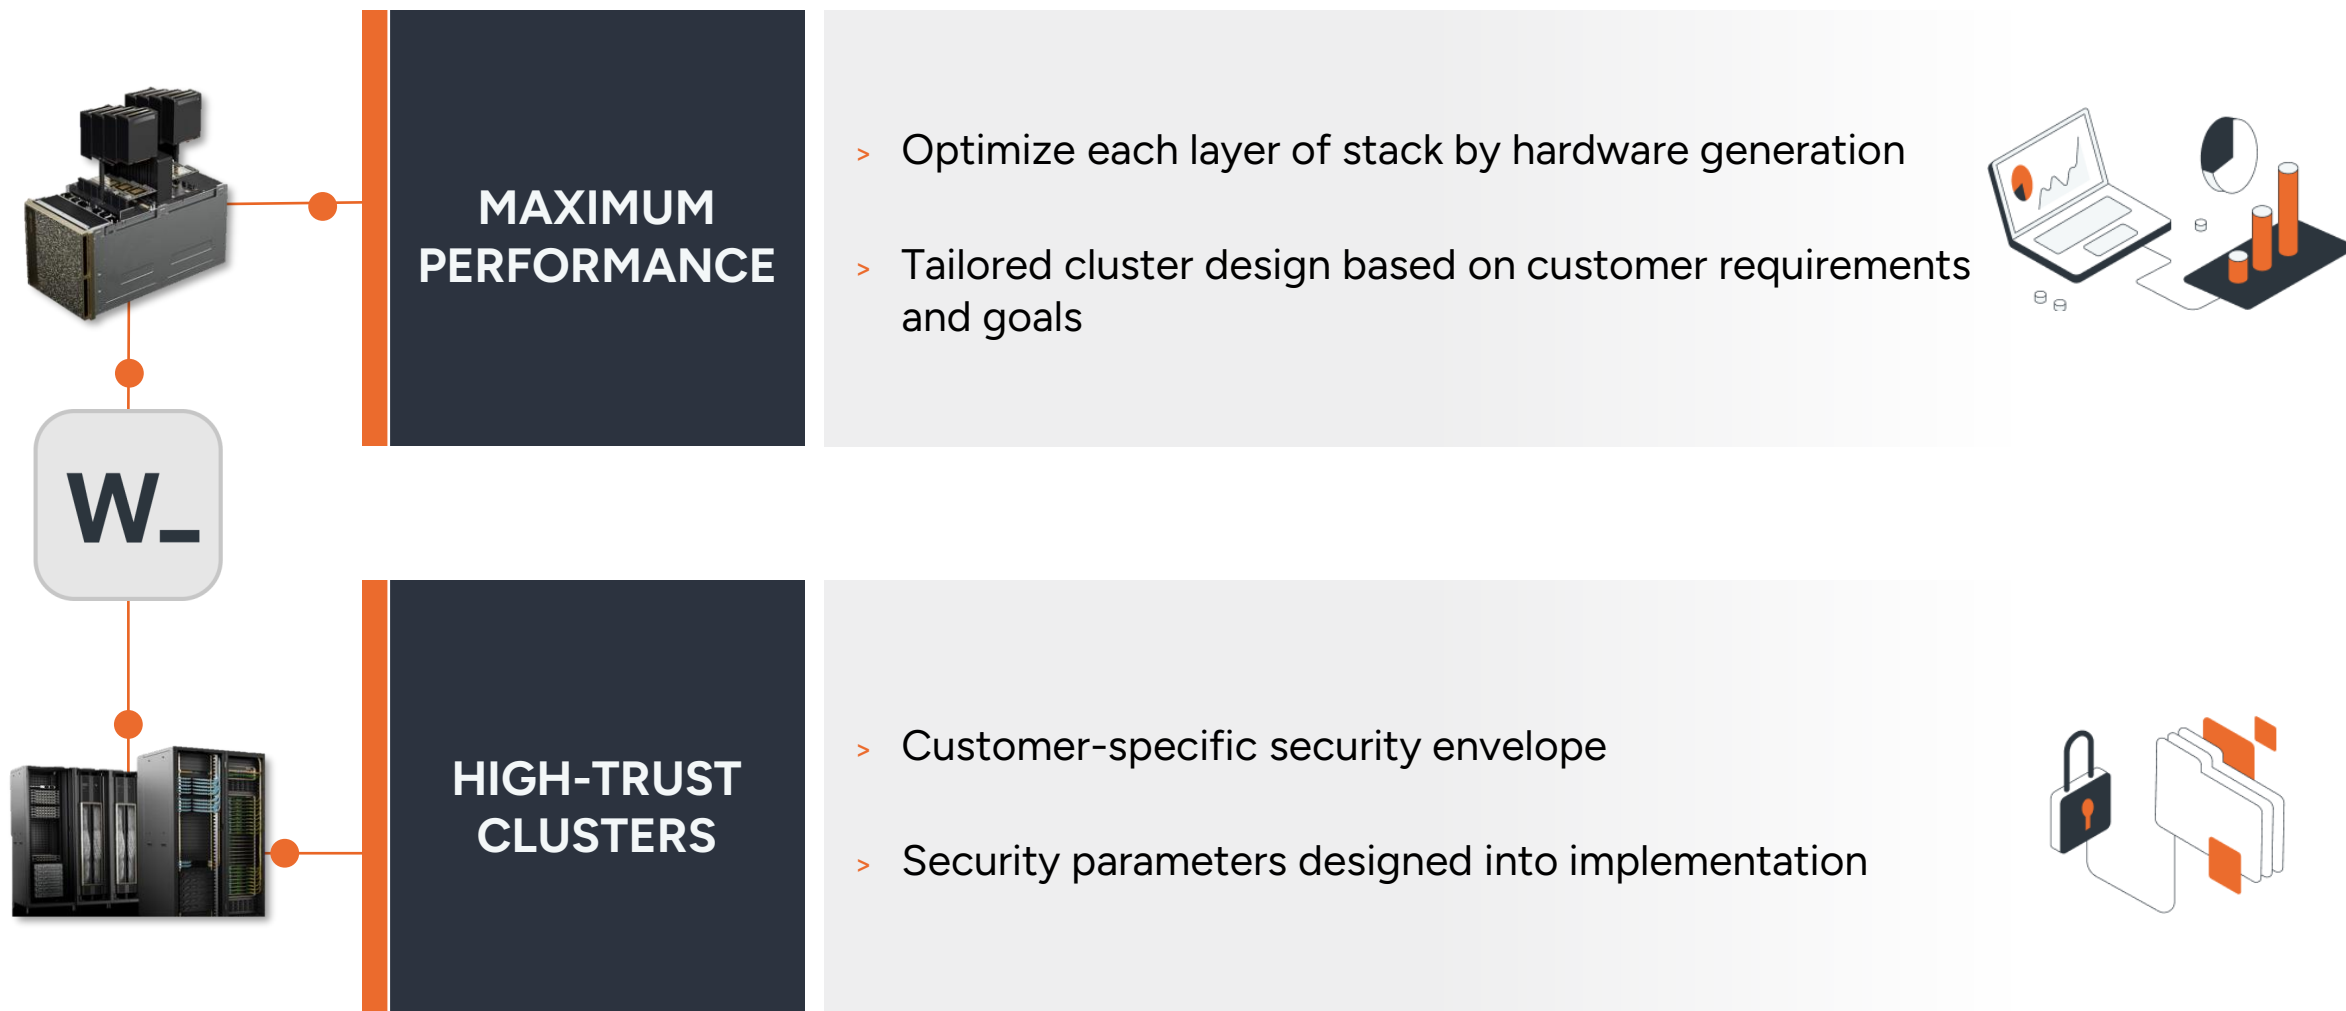 MAXIMUM
PERFORMANCE
> Optimize each layer of stack by hardware generation
> Tailored cluster design based on customer requirements
and goals
W_
HIGH-TRUST
CLUSTERS
> Customer-specific security envelope
> Security parameters designed into implementation